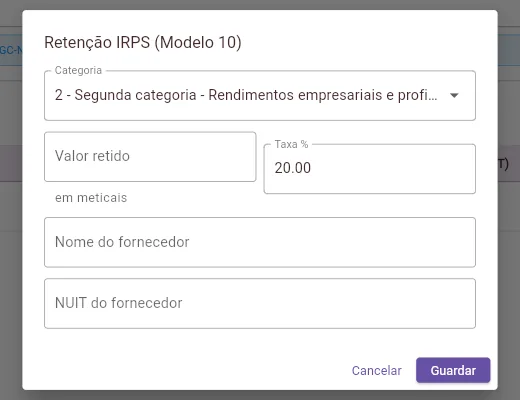 Retenção IRPS (Modelo 10)
Categoria
2 - Segunda categoria - Rendimentos empresariais e profi...
Valor retido
Taxa %
20.00
em meticais
Nome do fornecedor
NUIT do fornecedor
Cancelar
Guardar